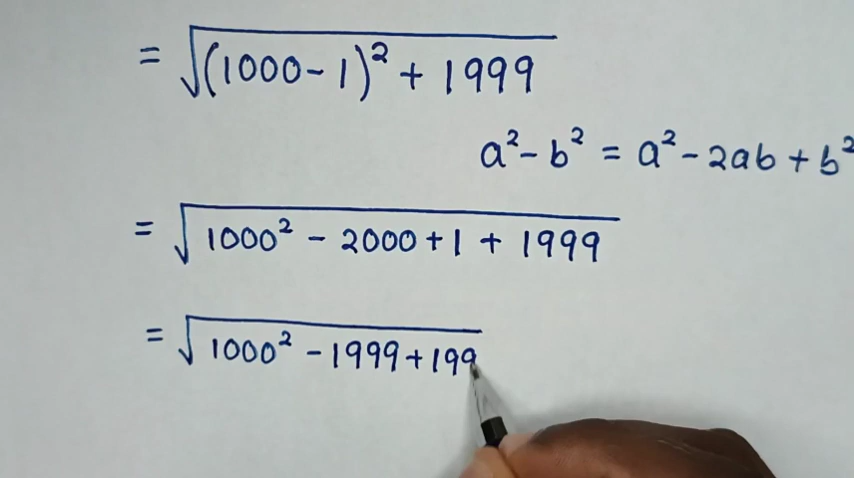 = √(1000 - 1)² + 1999
a² - b² = a² - 2ab + b²
= √1000² - 2000 + 1 + 1999
= √1000² - 1999 + 199